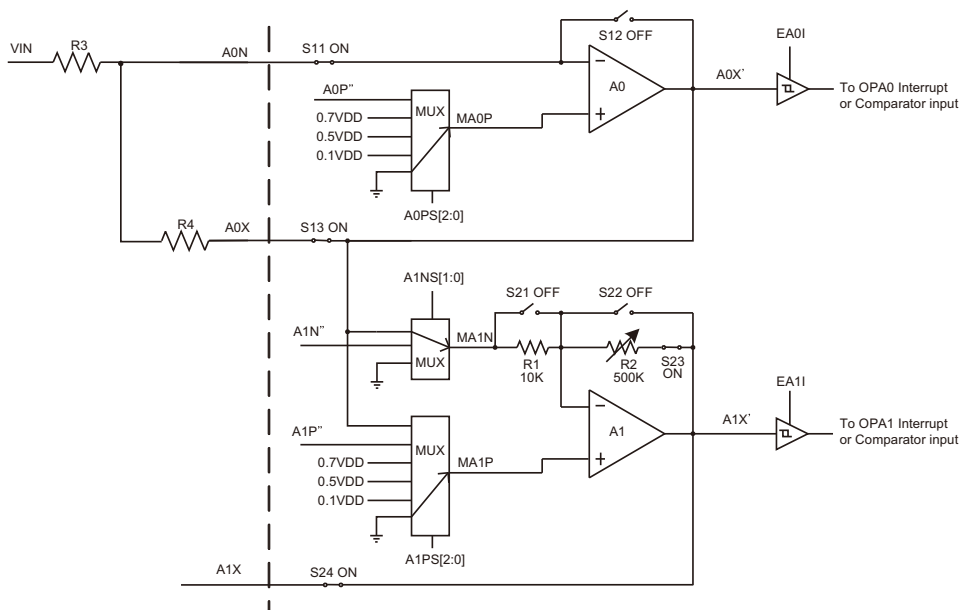 VIN
R3
A0N
S11 ON
S12 OFF
EA0I
A0
A0X'
To OPA0 Interrupt
or Comparator input
A0P"
0.7VDD
0.5VDD
0.1VDD
MUX
MA0P
A0PS[2:0]
R4
A0X
S13 ON
A1NS[1:0]
S21 OFF
S22 OFF
A1N"
MUX
MA1N
R1
10K
R2
500K
S23
ON
EA1I
A1
A1X'
To OPA1 Interrupt
or Comparator input
A1P"
0.7VDD
0.5VDD
0.1VDD
MUX
MA1P
A1PS[2:0]
A1X
S24 ON